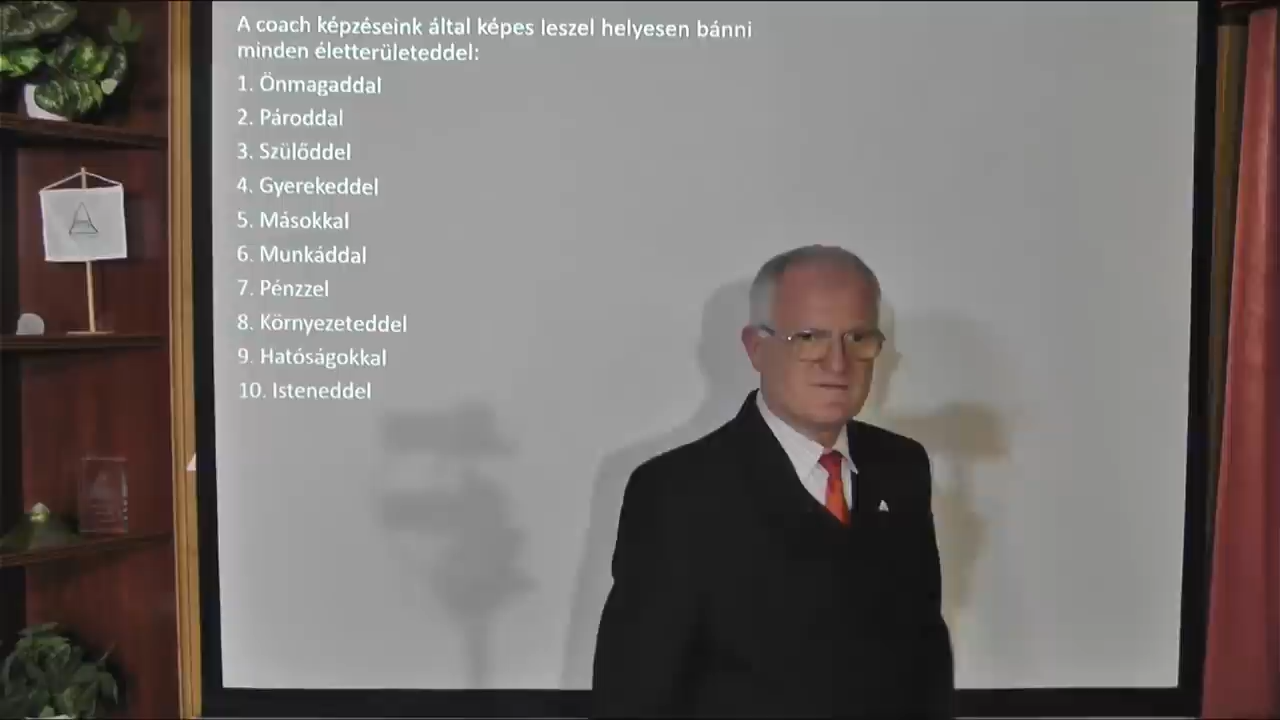 A coach képzéseink által képes leszel helyesen bánni
minden életterületeddel:
1. Önmagaddal
2. Pároddal
3. Szülőddel
4. Gyerekeddel
5. Másokkal
6. Munkáddal
7. Pénzzel
8. Környezeteddel
9. Hatóságokkal
10. Isteneddel